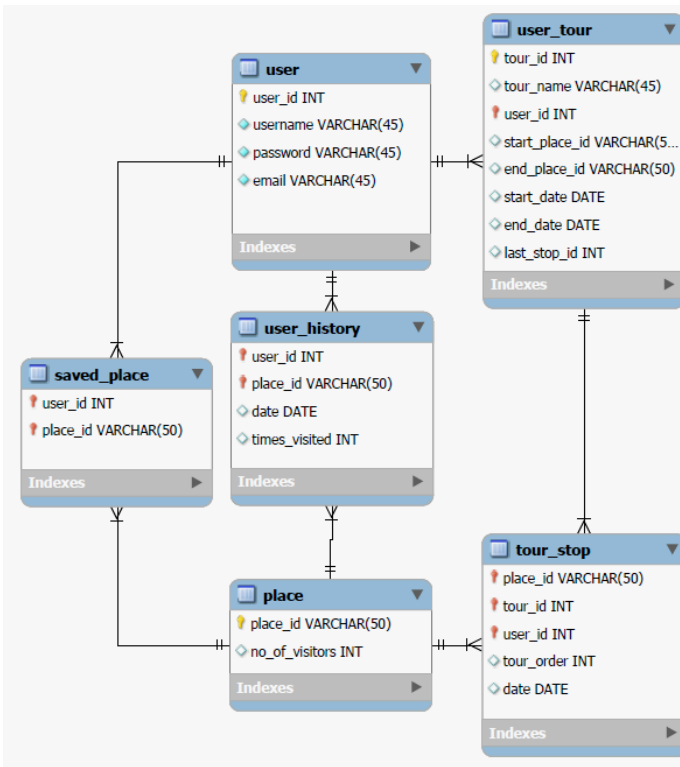 user_tour
tour_id INT
tour_name VARCHAR(45)
user_id INT
start_place_id VARCHAR(5...
end_place_id VARCHAR(50)
start_date DATE
end_date DATE
last_stop_id INT
Indexes
user
user_id INT
username VARCHAR(45)
password VARCHAR(45)
email VARCHAR(45)
Indexes
user_history
user_id INT
place_id VARCHAR(50)
date DATE
times_visited INT
Indexes
saved_place
user_id INT
place_id VARCHAR(50)
Indexes
place
place_id VARCHAR(50)
no_of_visitors INT
Indexes
tour_stop
place_id VARCHAR(50)
tour_id INT
user_id INT
tour_order INT
date DATE
Indexes